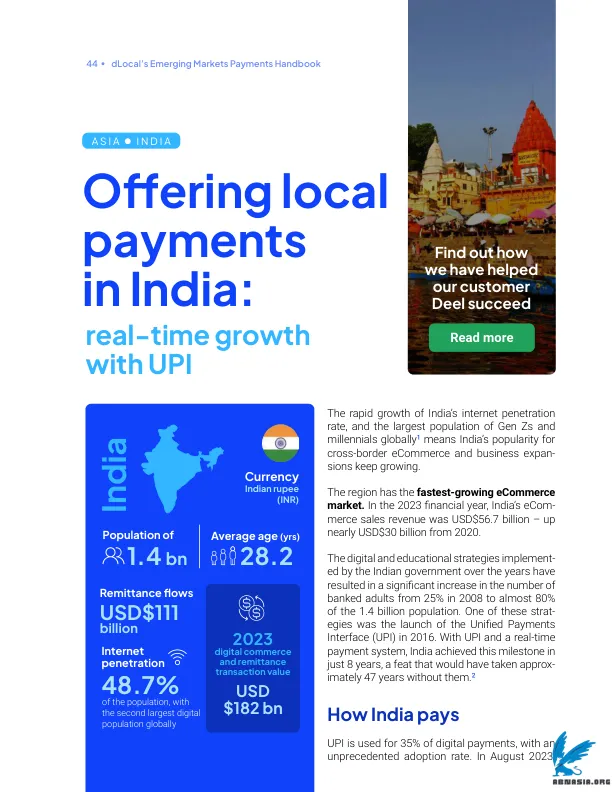 44 • dLocal's Emerging Markets Payments Handbook
ASIA ● INDIA
Offering local
payments
in India:
real-time growth
with UPI
Find out how
we have helped
our customer
Deel succeed
Read more
India
Currency
Indian rupee
(INR)
Population of
1.4 bn
Average age (yrs)
28.2
Remittance flows
USD$111
billion
Internet
penetration
48.7%
of the population, with
the second largest digital
population globally
2023
digital commerce
and remittance
transaction value
USD
$182 bn
The rapid growth of India's internet penetration
rate, and the largest population of Gen Zs and
millennials globally¹ means India's popularity for
cross-border eCommerce and business expan-
sions keep growing.
The region has the fastest-growing eCommerce
market. In the 2023 financial year, India's eCom-
merce sales revenue was USD$56.7 billion – up
nearly USD$30 billion from 2020.
The digital and educational strategies implement-
ed by the Indian government over the years have
resulted in a significant increase in the number of
banked adults from 25% in 2008 to almost 80%
of the 1.4 billion population. One of these strat-
egies was the launch of the Unified Payments
Interface (UPI) in 2016. With UPI and a real-time
payment system, India achieved this milestone in
just 8 years, a feat that would have taken approx-
imately 47 years without them.²
How India pays
UPI is used for 35% of digital payments, with an
unprecedented adoption rate. In August 2023,
ABNASIA.ORG